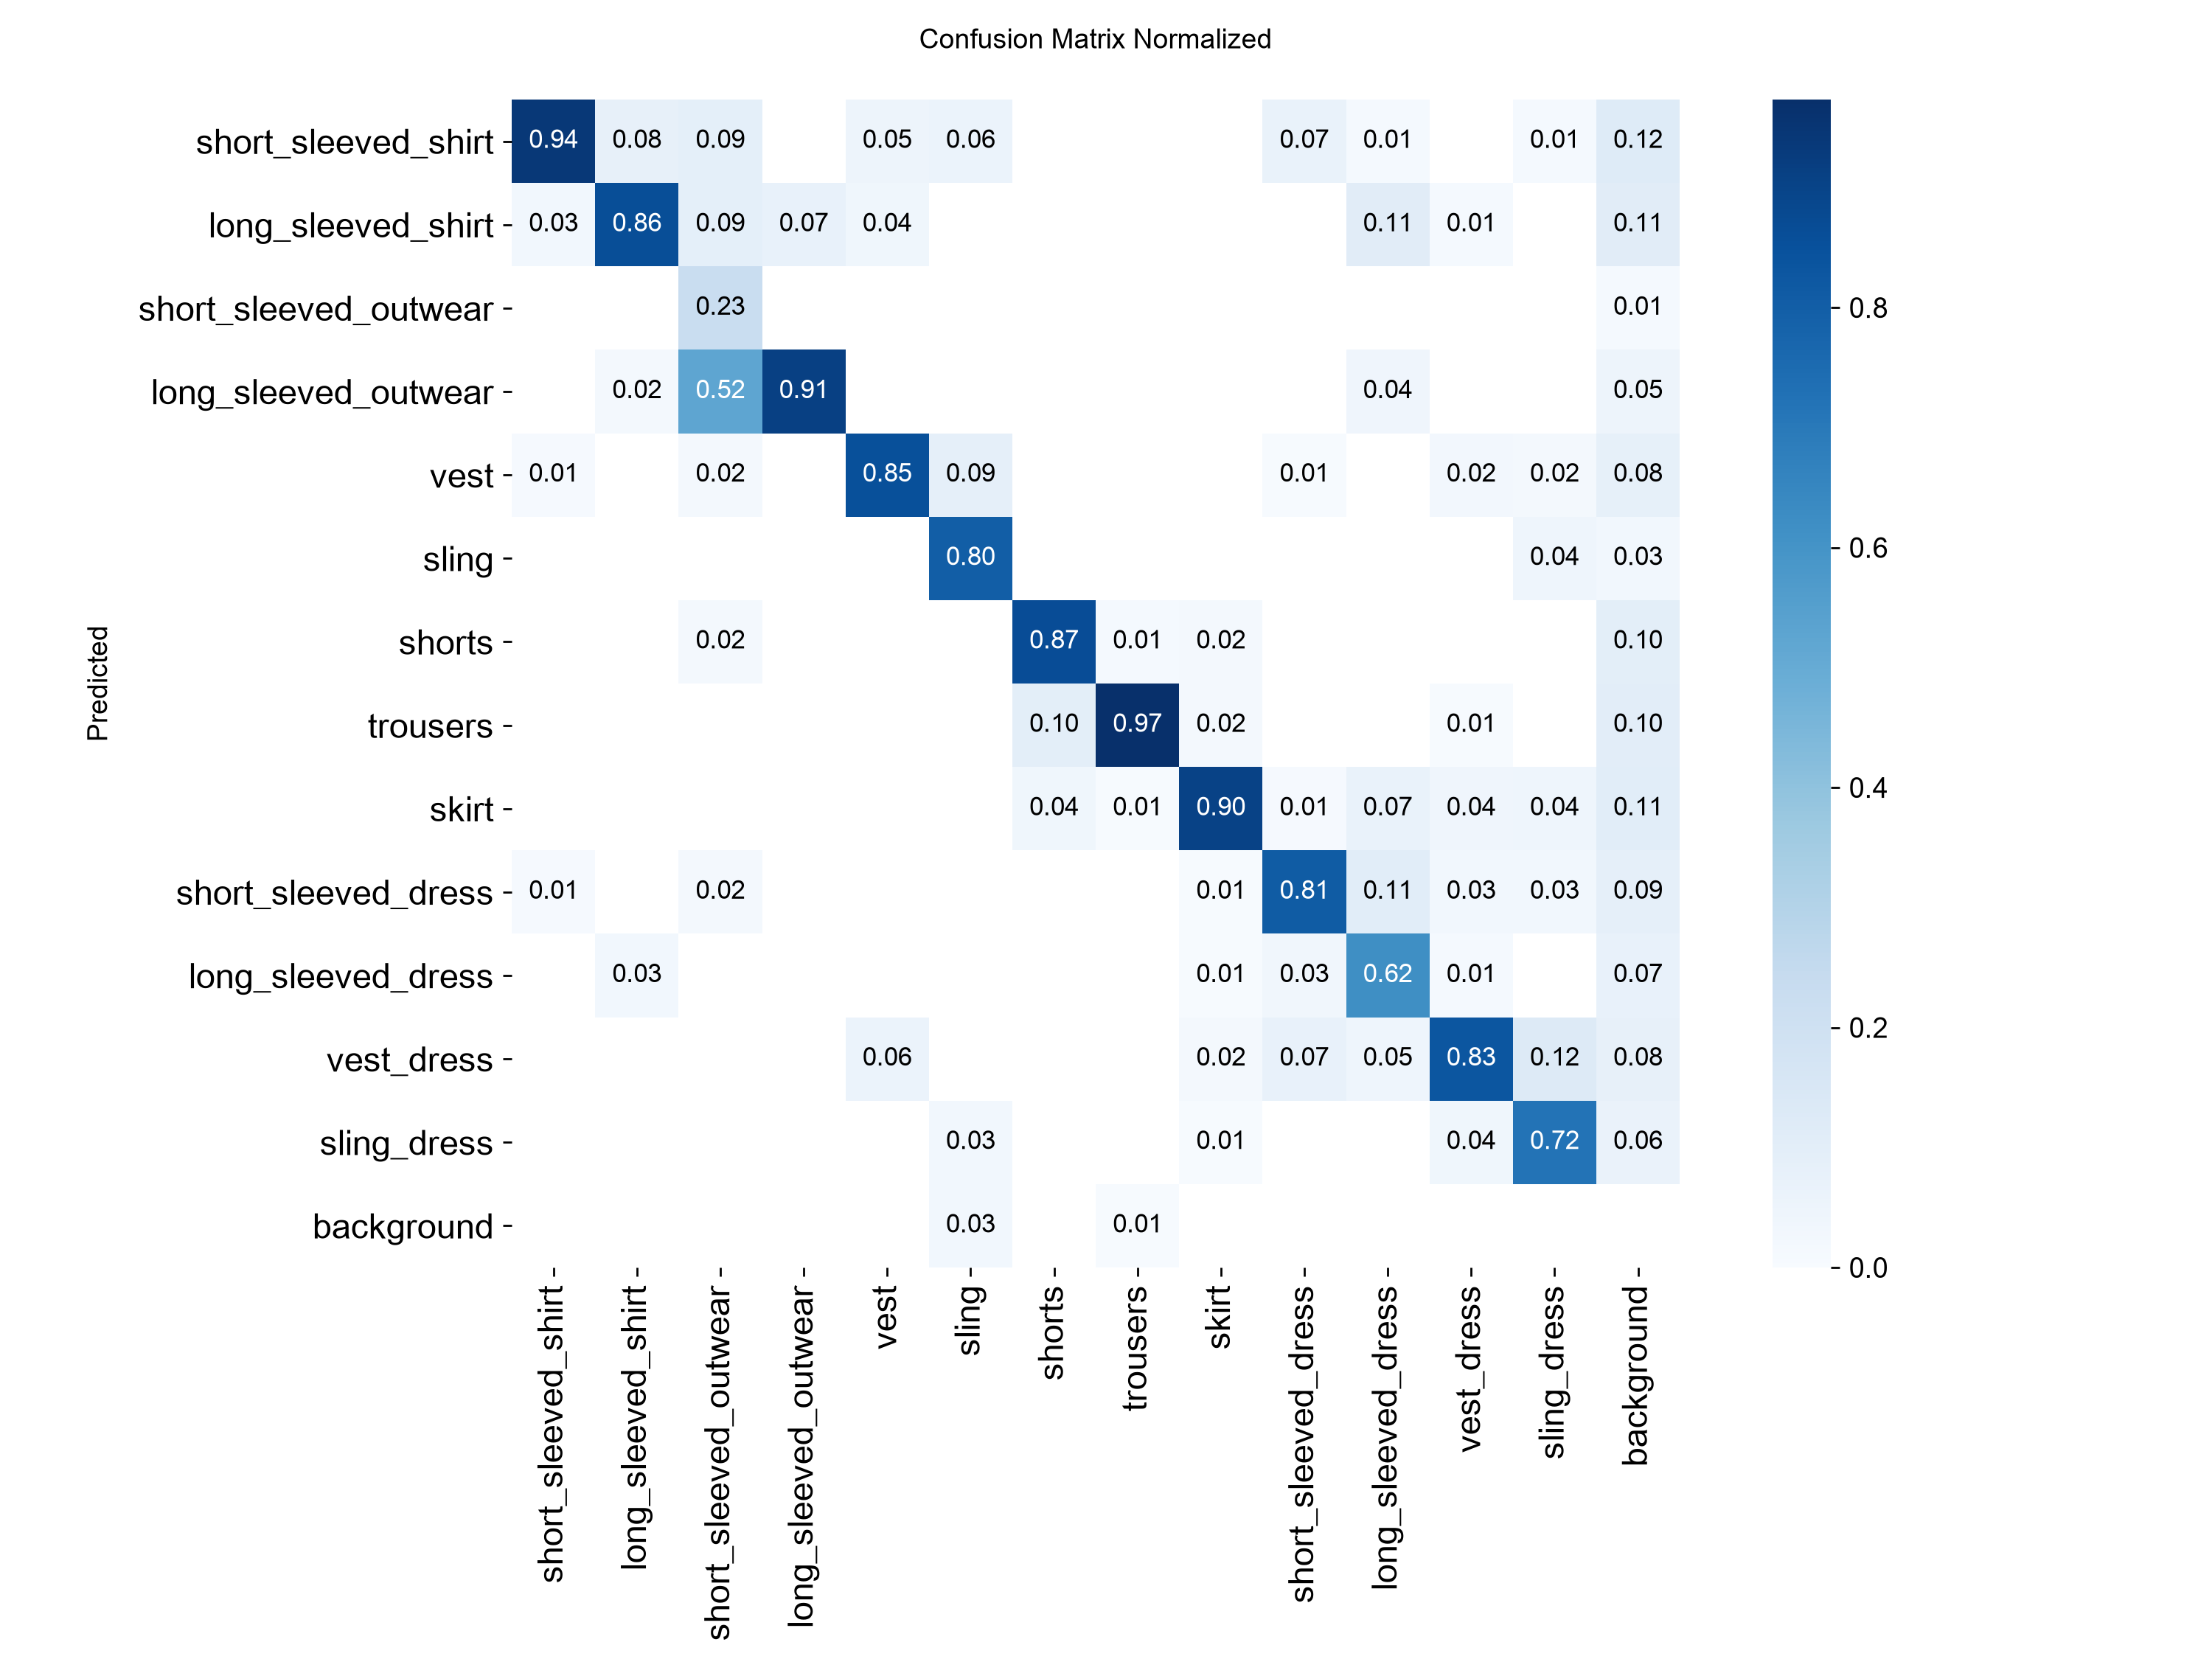 Confusion Matrix Normalized
short_sleeved_shirt 0.94 0.08 0.09 0.05 0.06 0.07 0.01 0.01 0.12
long_sleeved_shirt 0.03 0.86 0.09 0.07 0.04 0.11 0.01 0.11
short_sleeved_outwear 0.23 0.01
0.8
long_sleeved_outwear 0.02 0.52 0.91 0.04 0.05
vest 0.01 0.02 0.85 0.09 0.01 0.02 0.02 0.08
sling 0.80 0.04 0.03
0.6
shorts 0.02 0.87 0.01 0.02 0.10
Predicted
trousers 0.10 0.97 0.02 0.01 0.10
skirt 0.04 0.01 0.90 0.01 0.07 0.04 0.04 0.11
0.4
short_sleeved_dress 0.01 0.02 0.01 0.81 0.11 0.03 0.03 0.09
long_sleeved_dress 0.03 0.01 0.03 0.62 0.01 0.07
0.2
vest_dress 0.06 0.02 0.07 0.05 0.83 0.12 0.08
sling_dress 0.03 0.01 0.04 0.72 0.06
background 0.03 0.01
0.0
short_sleeved_shirt
long_sleeved_shirt
short_sleeved_outwear
long_sleeved_outwear
vest
sling
shorts
trousers
skirt
short_sleeved_dress
long_sleeved_dress
vest_dress
sling_dress
background